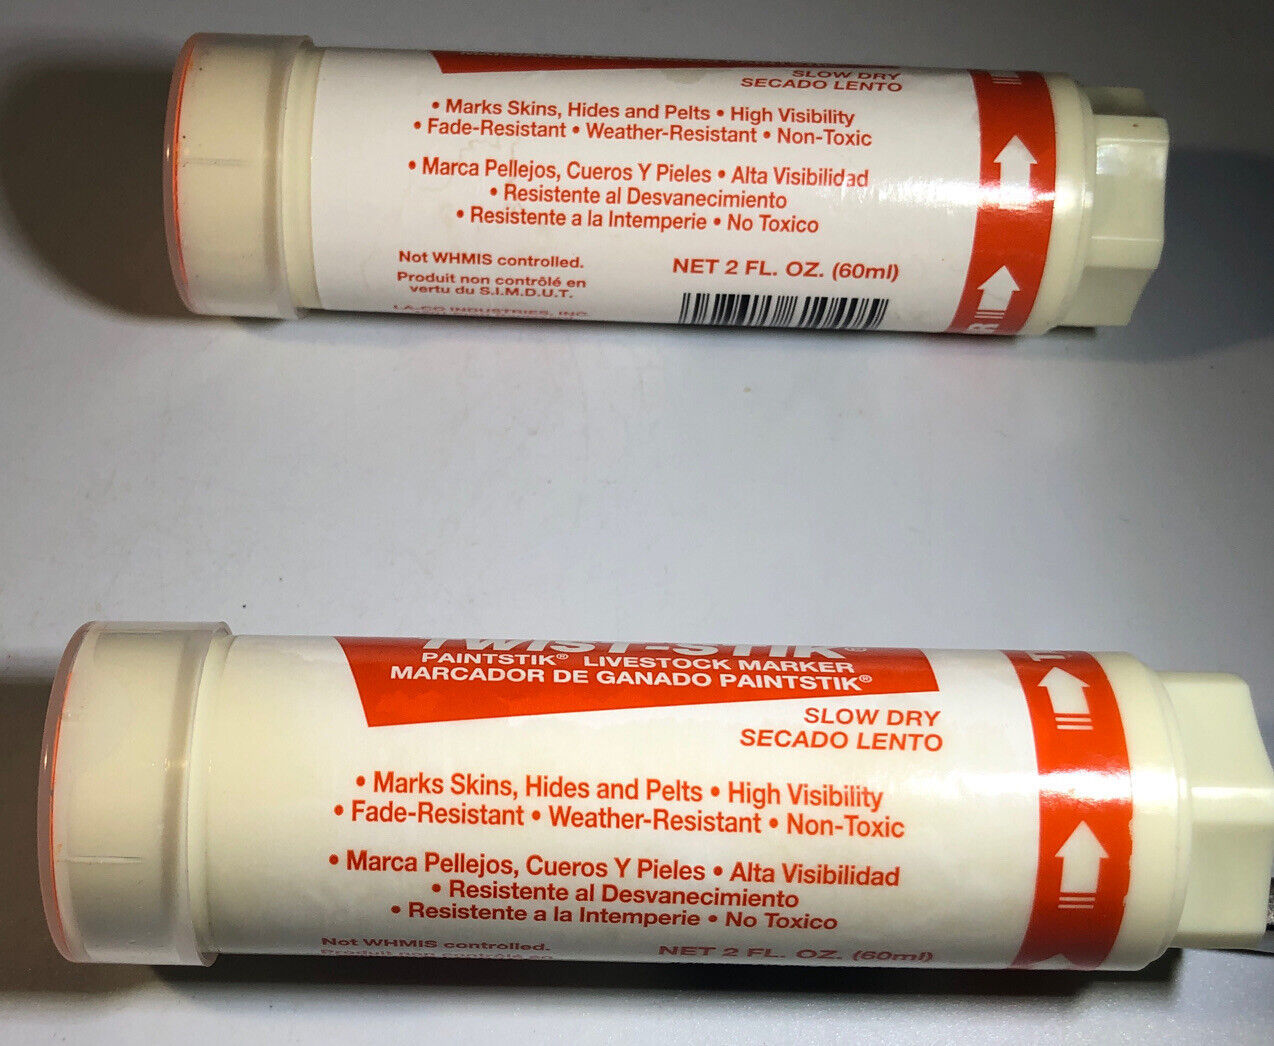 SLOW DRY
SECADO LENTO
• Marks Skins, Hides and Pelts • High Visibility
• Fade-Resistant • Weather-Resistant • Non-Toxic
• Marca Pellejos, Cueros Y Pieles • Alta Visibilidad
• Resistente al Desvanecimiento
• Resistente a la Intemperie • No Toxico
Not WHMIS controlled.
Produit non contrôlé en
vertu du S.I.M.D.U.T.
NET 2 FL. OZ. (60ml)
LA-CO INDUSTRIES, INC.
R
TWIST-STIK®
PAINTSTIK® LIVESTOCK MARKER
MARCADOR DE GANADO PAINTSTIK®
SLOW DRY
SECADO LENTO
• Marks Skins, Hides and Pelts • High Visibility
• Fade-Resistant • Weather-Resistant • Non-Toxic
• Marca Pellejos, Cueros Y Pieles • Alta Visibilidad
• Resistente al Desvanecimiento
• Resistente a la Intemperie • No Toxico
Not WHMIS controlled.
Produit non contrôlé en
NET 2 FL. OZ. (60ml)
T